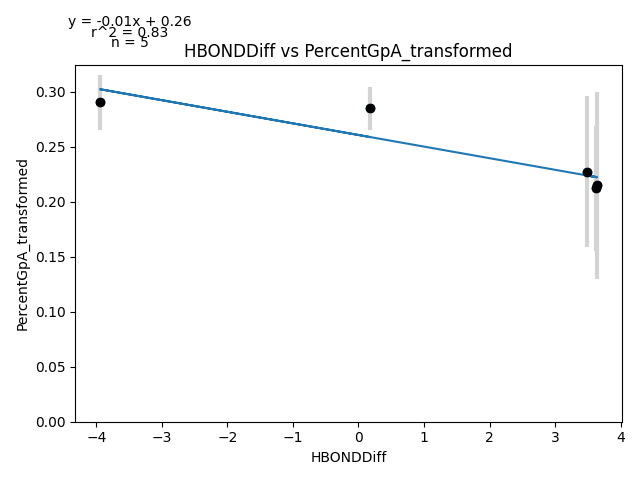 y = -0.01x + 0.26
r^2 = 0.83
n = 5
HBONDDiff vs PercentGpA_transformed
PercentGpA_transformed
0.30
0.25
0.20
0.15
0.10
0.05
0.00
−4 −3 −2 −1 0 1 2 3 4
HBONDDiff